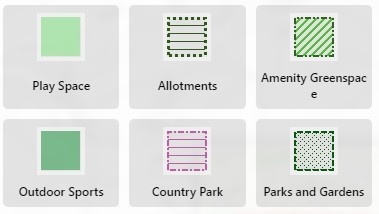 Play Space
Allotments
Amenity Greenspac
e
Outdoor Sports
Country Park
Parks and Gardens